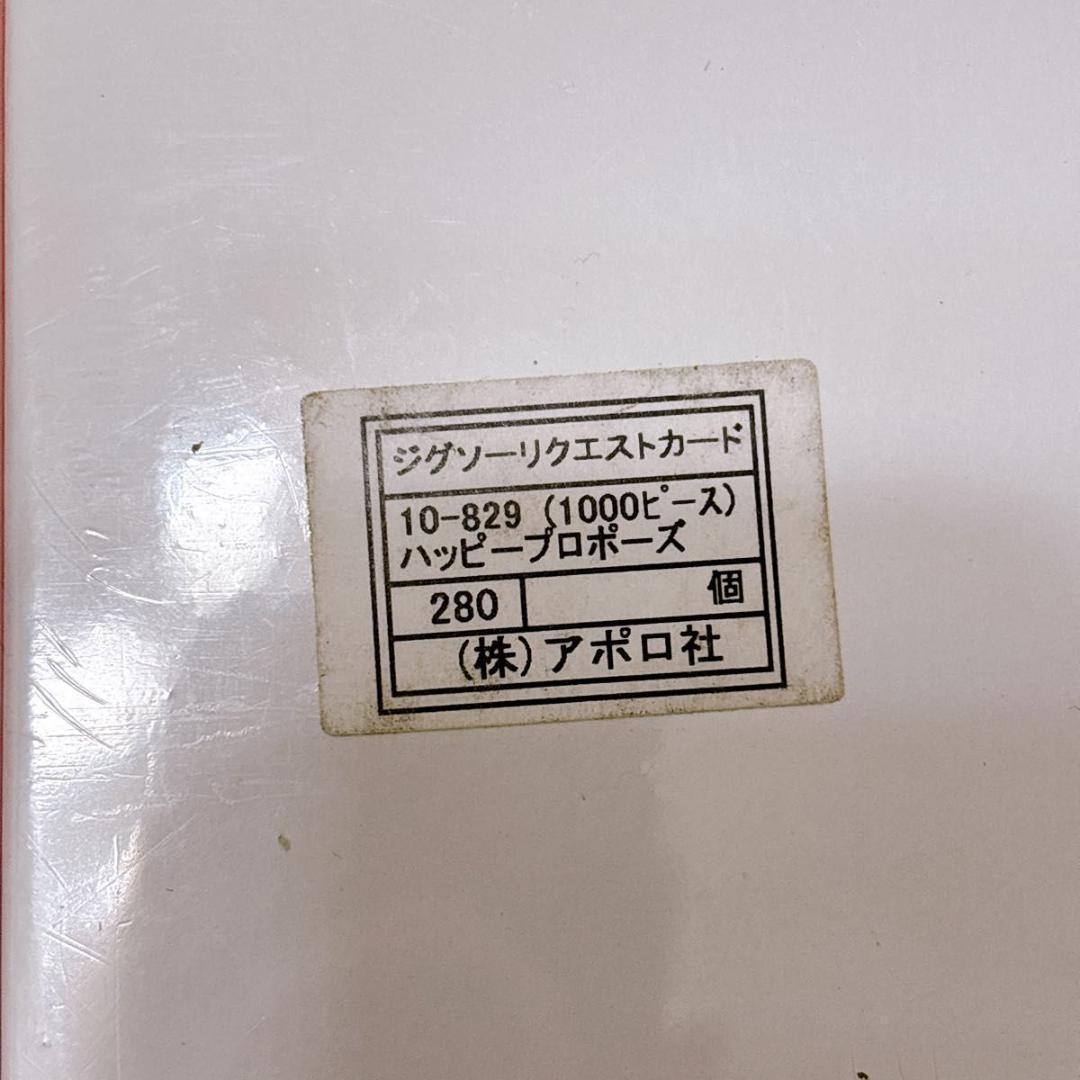 ジグソーリクエストカード
10-829 (1000ピース)
ハッピープロポーズ
280 個
(株)アポロ社